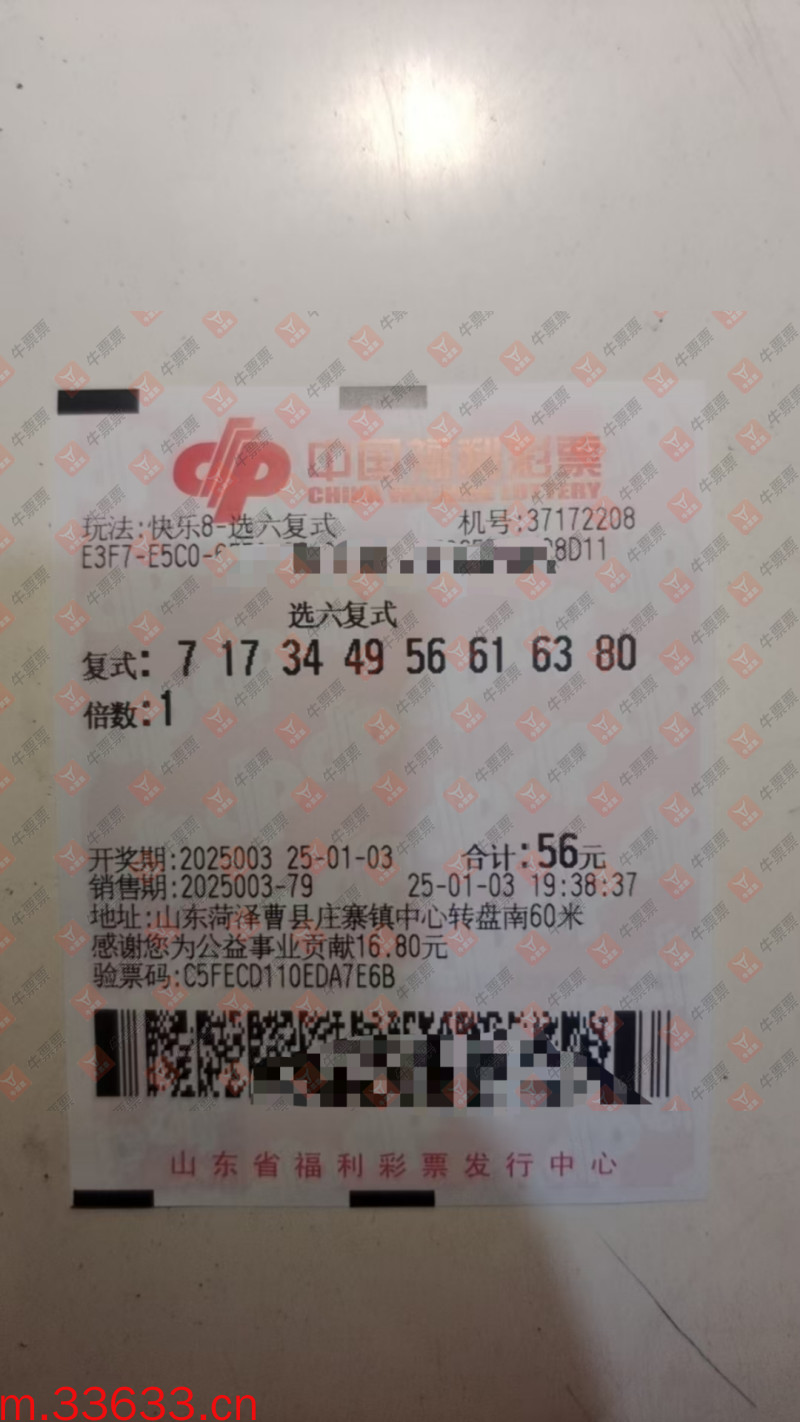 中国福利彩票
CHINA WELFARE LOTTERY
玩法:快乐8-选六复式 机号:37172208
E3F7-E5C0- 8D11
选六复式
复式: 7 17 34 49 56 61 63 80
倍数:1
开奖期:2025003 25-01-03 合计:56元
销售期:2025003-79 25-01-03 19:38:37
地址:山东菏泽曹县庄寨镇中心转盘南60米
感谢您为公益事业贡献16.80元
验票码:C5FECD110EDA7E6B
山东省福利彩票发行中心
牛票票
m.33633.cn